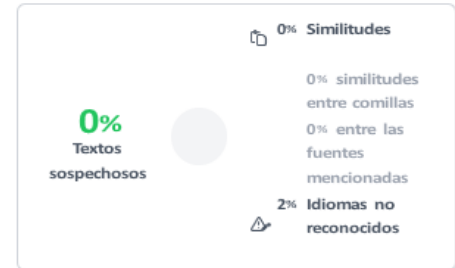 0%
Textos
sospechosos
0% Similitudes
0% similitudes
entre comillas
0% entre las
fuentes
mencionadas
2% Idiomas no
reconocidos